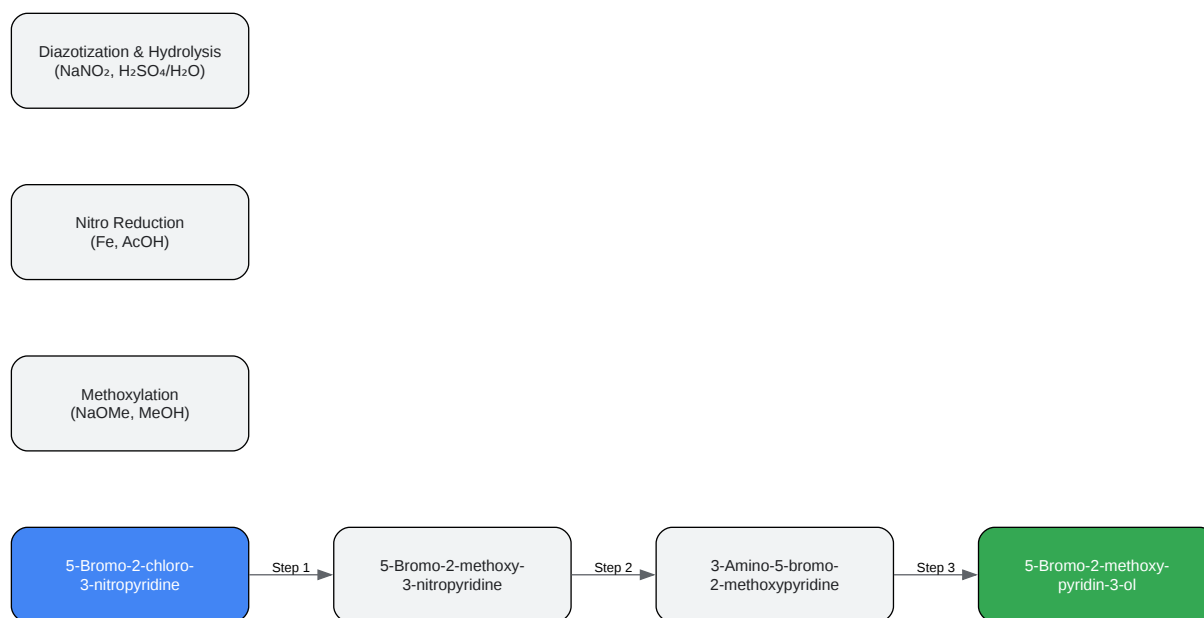 Diazotization & Hydrolysis
(NaNO₂, H₂SO₄/H₂O)
Nitro Reduction
(Fe, AcOH)
Methoxylation
(NaOMe, MeOH)
5-Bromo-2-chloro-
3-nitropyridine
Step 1
5-Bromo-2-methoxy-
3-nitropyridine
Step 2
3-Amino-5-bromo-
2-methoxypyridine
Step 3
5-Bromo-2-methoxy-
pyridin-3-ol